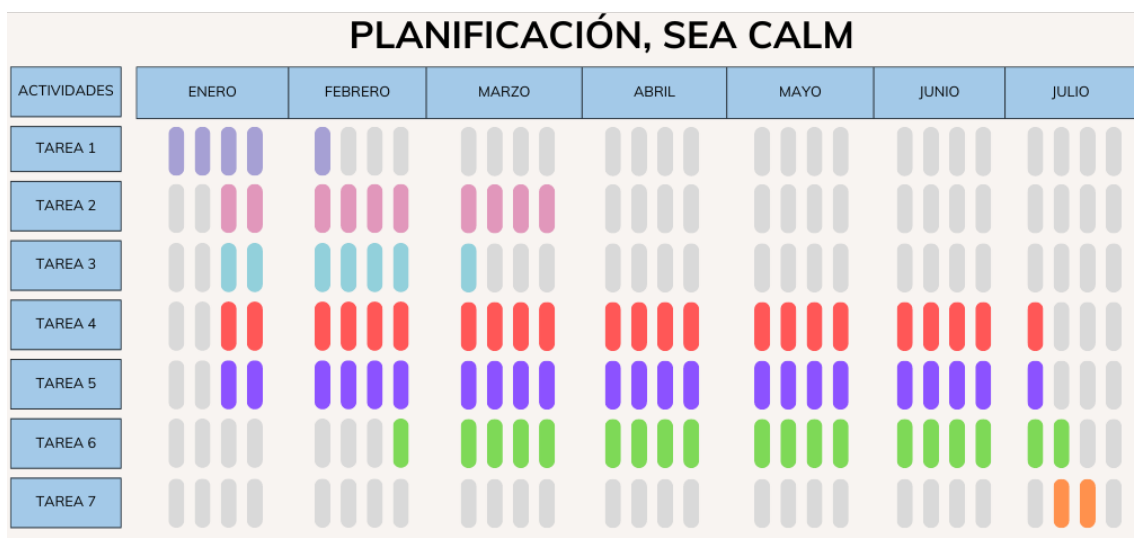 PLANIFICACIÓN, SEA CALM
ACTIVIDADES ENERO FEBRERO MARZO ABRIL MAYO JUNIO JULIO
TAREA 1
TAREA 2
TAREA 3
TAREA 4
TAREA 5
TAREA 6
TAREA 7